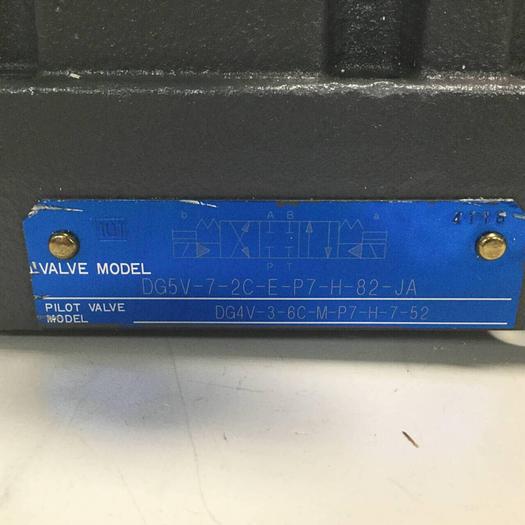 b A B a
4118
P T
VALVE MODEL DG5V-7-2C-E-P7-H-82-JA
PILOT VALVE MODEL DG4V-3-6C-M-P7-H-7-52